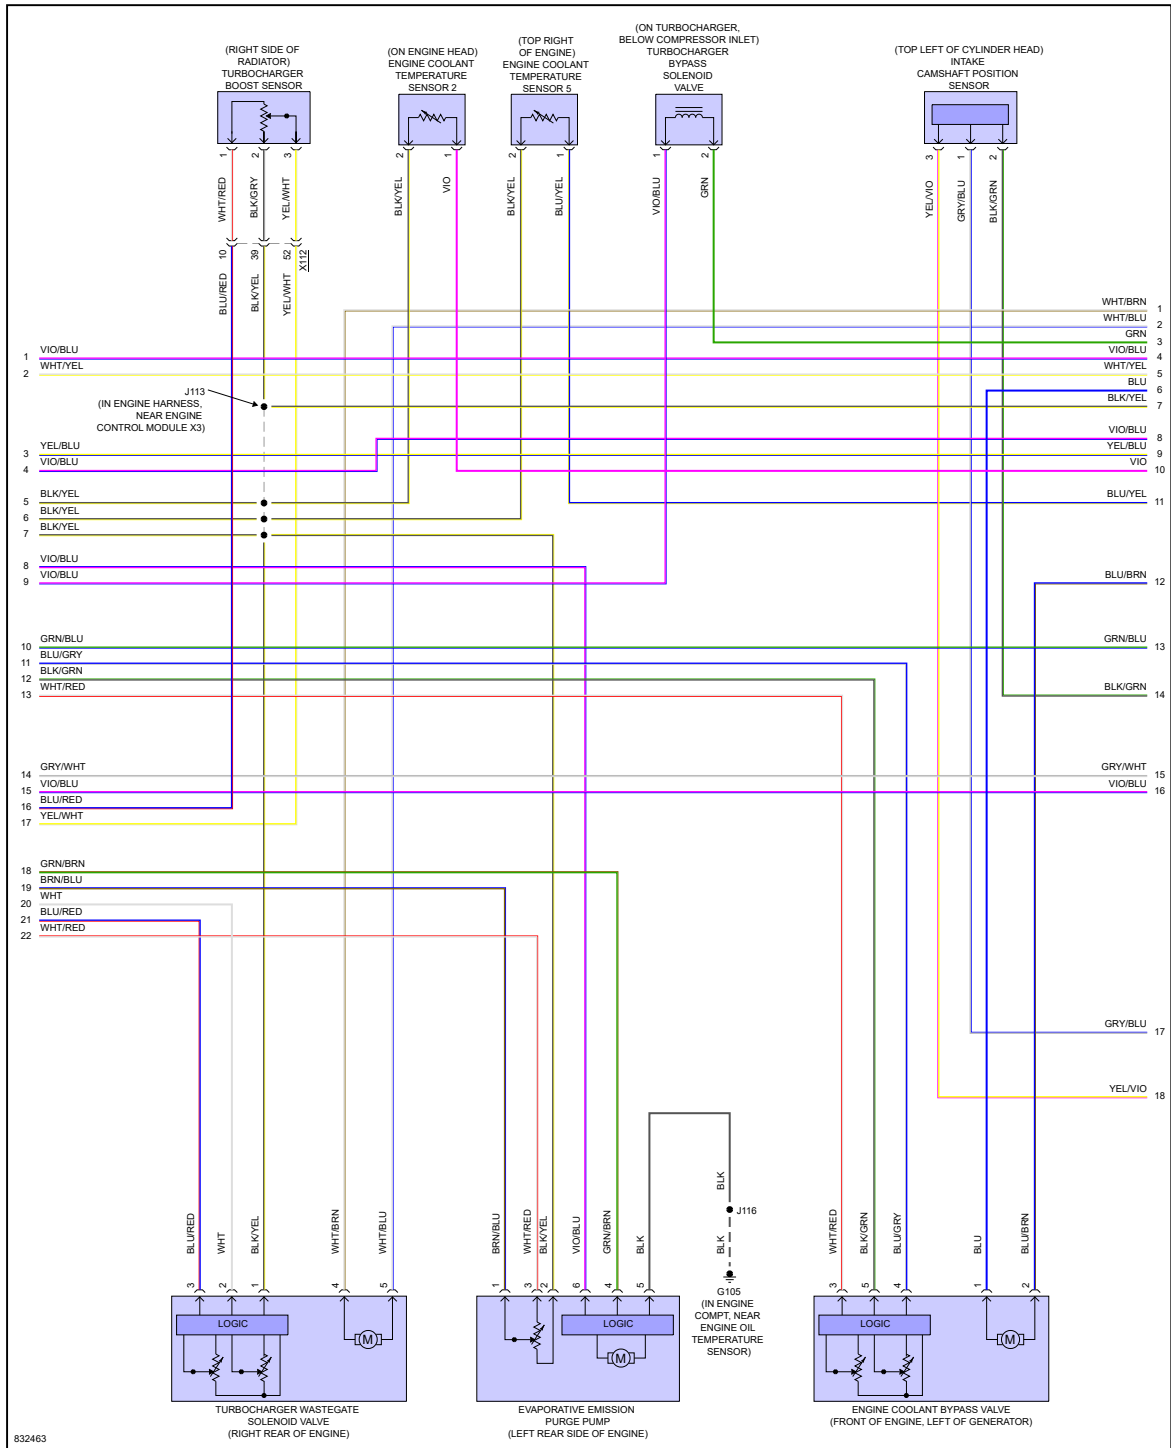 (RIGHT SIDE OF
RADIATOR)
TURBOCHARGER
BOOST SENSOR
(ON ENGINE HEAD)
ENGINE COOLANT
TEMPERATURE
SENSOR 2
(TOP RIGHT
OF ENGINE)
ENGINE COOLANT
TEMPERATURE
SENSOR 5
(ON TURBOCHARGER,
BELOW COMPRESSOR INLET)
TURBOCHARGER
BYPASS
SOLENOID
VALVE
(TOP LEFT OF CYLINDER HEAD)
INTAKE
CAMSHAFT POSITION
SENSOR
1 2 3
2 1
2 1
1 2
3 1 2
WHT/RED
BLK/GRY
YEL/WHT
BLK/YEL
VIO
BLK/YEL
BLU/YEL
VIO/BLU
GRN
YEL/VIO
GRY/BLU
BLK/GRN
10
39
52
X112
BLU/RED
BLK/YEL
YEL/WHT
WHT/BRN 1
WHT/BLU 2
GRN 3
1 VIO/BLU
VIO/BLU 4
2 WHT/YEL
WHT/YEL 5
BLU 6
BLK/YEL 7
J113
(IN ENGINE HARNESS,
NEAR ENGINE
CONTROL MODULE X3)
VIO/BLU 8
3 YEL/BLU
YEL/BLU 9
4 VIO/BLU
VIO 10
5 BLK/YEL
BLU/YEL 11
6 BLK/YEL
7 BLK/YEL
8 VIO/BLU
9 VIO/BLU
BLU/BRN 12
10 GRN/BLU
GRN/BLU 13
11 BLU/GRY
12 BLK/GRN
13 WHT/RED
BLK/GRN 14
14 GRY/WHT
GRY/WHT 15
15 VIO/BLU
VIO/BLU 16
16 BLU/RED
17 YEL/WHT
18 GRN/BRN
19 BRN/BLU
20 WHT
21 BLU/RED
22 WHT/RED
GRY/BLU 17
YEL/VIO 18
BLU/RED
WHT
BLK/YEL
WHT/BRN
WHT/BLU
BRN/BLU
WHT/RED
BLK/YEL
VIO/BLU
GRN/BRN
BLK
BLK
J116
BLK
WHT/RED
BLK/GRN
BLU/GRY
BLU
BLU/BRN
3 2 1 4 5
1 3 2 6 4 5
3 5 4 1 2
G105
(IN ENGINE
COMPT, NEAR
ENGINE OIL
TEMPERATURE
SENSOR)
LOGIC
M
LOGIC
M
LOGIC
M
TURBOCHARGER WASTEGATE
SOLENOID VALVE
(RIGHT REAR OF ENGINE)
EVAPORATIVE EMISSION
PURGE PUMP
(LEFT REAR SIDE OF ENGINE)
ENGINE COOLANT BYPASS VALVE
(FRONT OF ENGINE, LEFT OF GENERATOR)
832463